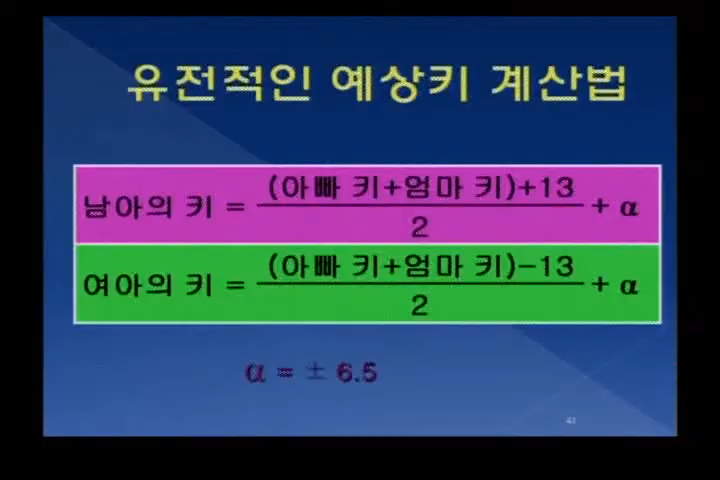 유전적인 예상키 계산법
남아의 키 = (아빠 키+엄마 키)+13 / 2 + α
여아의 키 = (아빠 키+엄마 키)-13 / 2 + α
α = ± 6.5